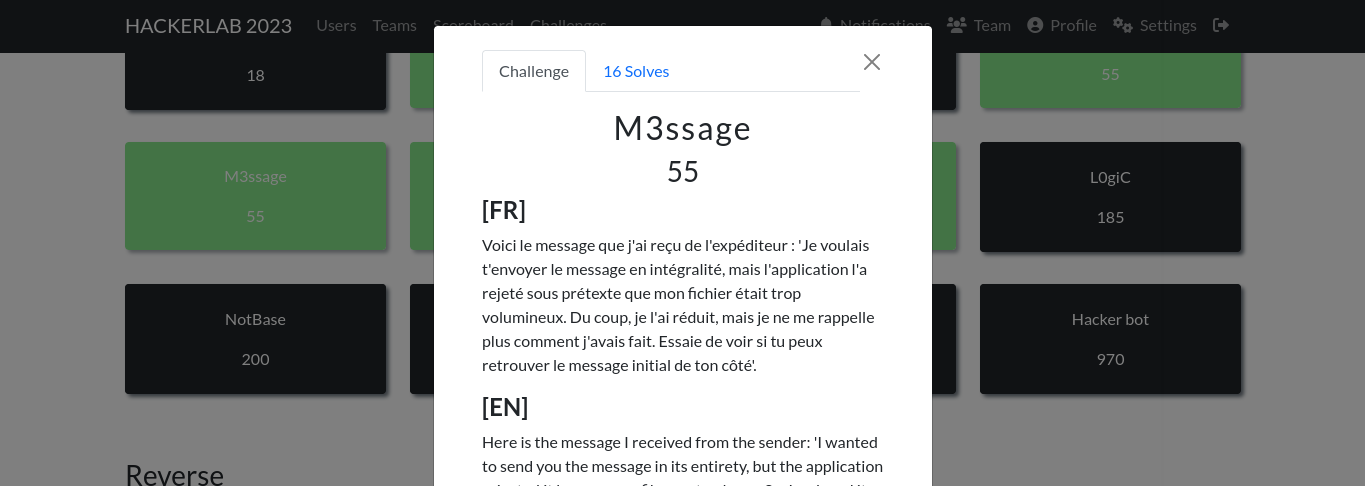 HACKERLAB 2023 Users Teams Scoreboard Challenges Notifications Team Profile Settings
Challenge 16 Solves
18
55
M3ssage
55
[FR]
Voici le message que j'ai reçu de l'expéditeur : 'Je voulais
t'envoyer le message en intégralité, mais l'application l'a
rejeté sous prétexte que mon fichier était trop
volumineux. Du coup, je l'ai réduit, mais je ne me rappelle
plus comment j'avais fait. Essaie de voir si tu peux
retrouver le message initial de ton côté'.
[EN]
Here is the message I received from the sender: 'I wanted
to send you the message in its entirety, but the application
M3ssage
55
L0giC
185
NotBase
200
Hacker bot
970
Reverse